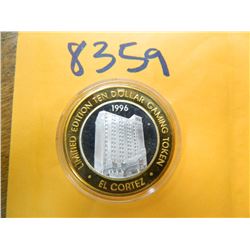 8359
LIMITED EDITION TEN DOLLAR GAMING TOKEN
1996
• EL CORTEZ •